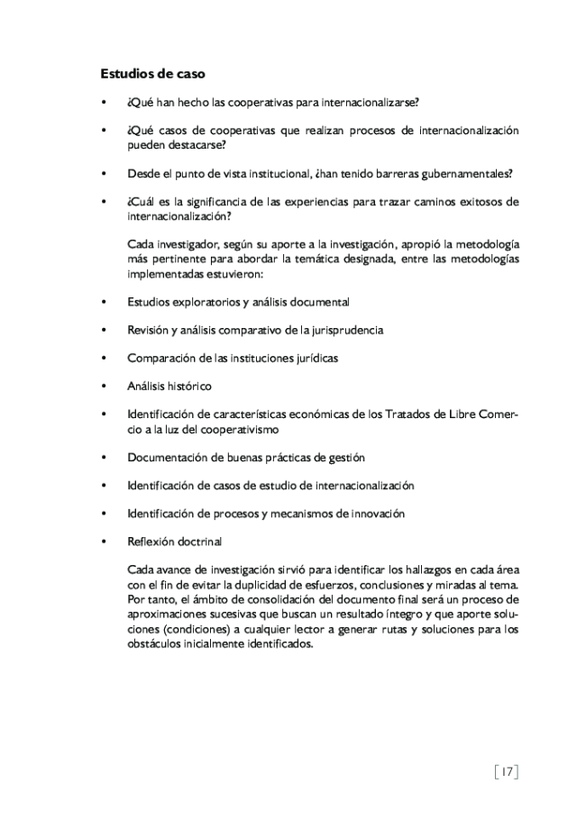 Estudios de caso
• ¿Qué han hecho las cooperativas para internacionalizarse?
• ¿Qué casos de cooperativas que realizan procesos de internacionalización
pueden destacarse?
• Desde el punto de vista institucional, ¿han tenido barreras gubernamentales?
• ¿Cuál es la significancia de las experiencias para trazar caminos exitosos de
internacionalización?
Cada investigador, según su aporte a la investigación, apropió la metodología
más pertinente para abordar la temática designada, entre las metodologías
implementadas estuvieron:
• Estudios exploratorios y análisis documental
• Revisión y análisis comparativo de la jurisprudencia
• Comparación de las instituciones jurídicas
• Análisis histórico
• Identificación de características económicas de los Tratados de Libre Comer-
cio a la luz del cooperativismo
• Documentación de buenas prácticas de gestión
• Identificación de casos de estudio de internacionalización
• Identificación de procesos y mecanismos de innovación
• Reflexión doctrinal
Cada avance de investigación sirvió para identificar los hallazgos en cada área
con el fin de evitar la duplicidad de esfuerzos, conclusiones y miradas al tema.
Por tanto, el ámbito de consolidación del documento final será un proceso de
aproximaciones sucesivas que buscan un resultado íntegro y que aporte solu-
ciones (condiciones) a cualquier lector a generar rutas y soluciones para los
obstáculos inicialmente identificados.
[17]